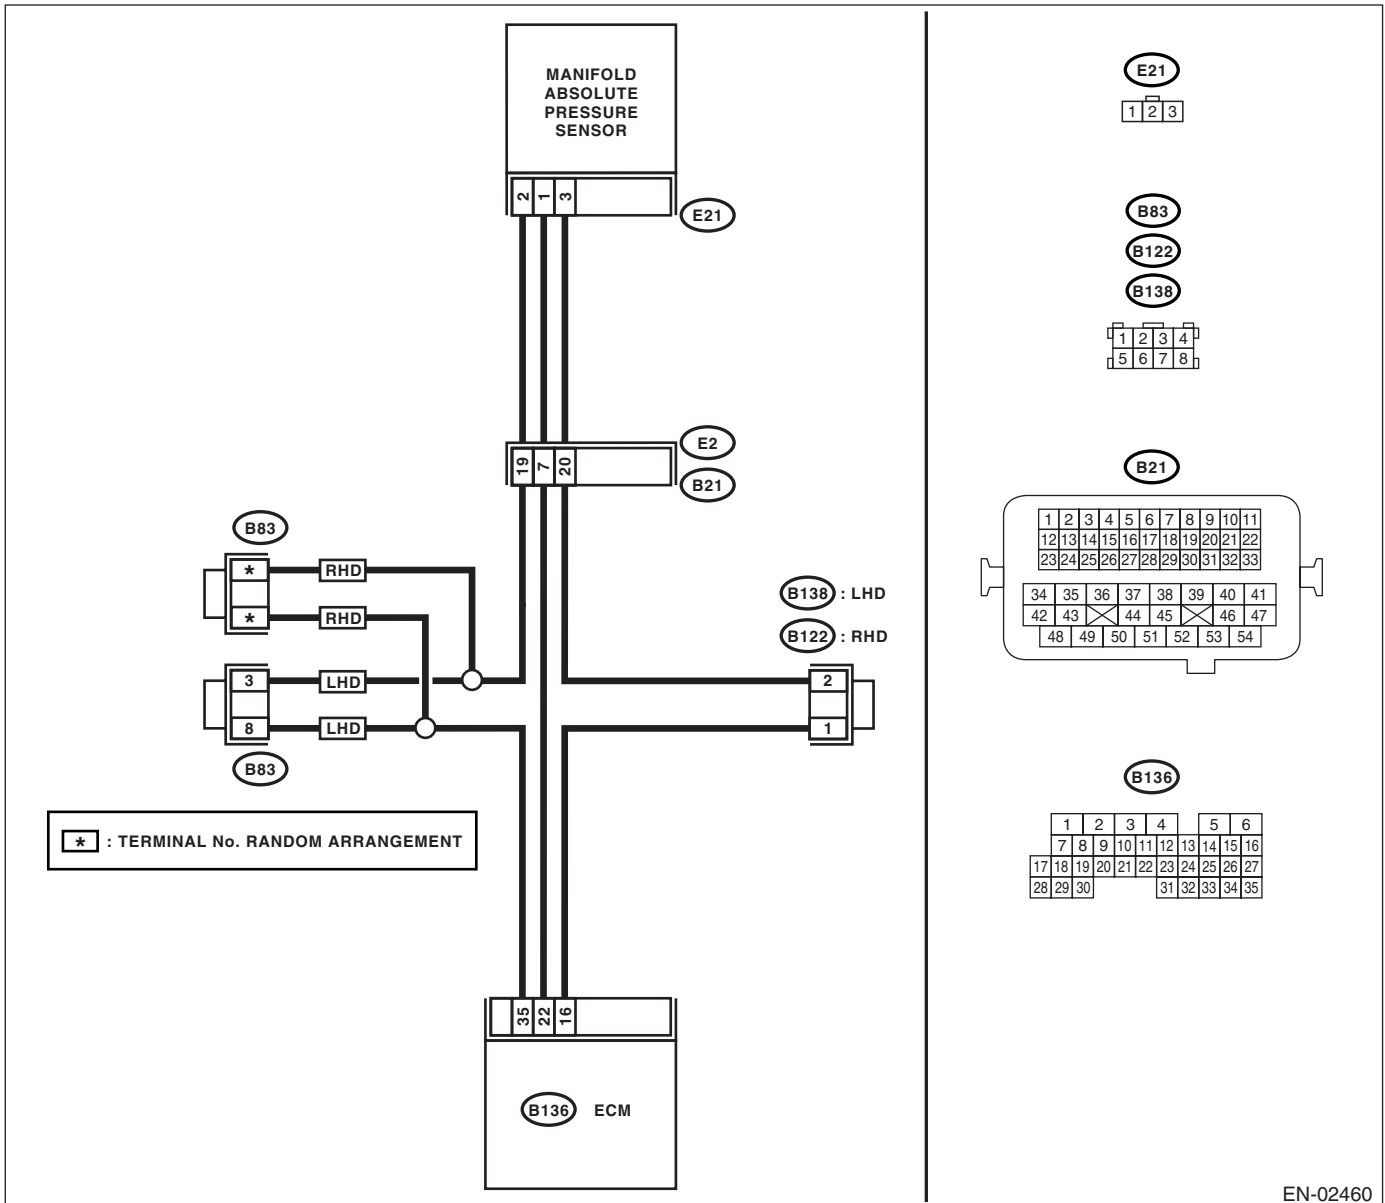 MANIFOLD
ABSOLUTE
PRESSURE
SENSOR
2 1 3
E21
E2
19 7 20
B21
B83
* RHD
* RHD
3 LHD
8 LHD
B83
B138 : LHD
B122 : RHD
2
1
* : TERMINAL No. RANDOM ARRANGEMENT
35 22 16
B136 ECM
E21
1 2 3
B83
B122
B138
1 2 3 4
5 6 7 8
B21
1 2 3 4 5 6 7 8 9 10 11
12 13 14 15 16 17 18 19 20 21 22
23 24 25 26 27 28 29 30 31 32 33
34 35 36 37 38 39 40 41
42 43 44 45 46 47
48 49 50 51 52 53 54
B136
1 2 3 4 5 6
7 8 9 10 11 12 13 14 15 16
17 18 19 20 21 22 23 24 25 26 27
28 29 30 31 32 33 34 35
EN-02460